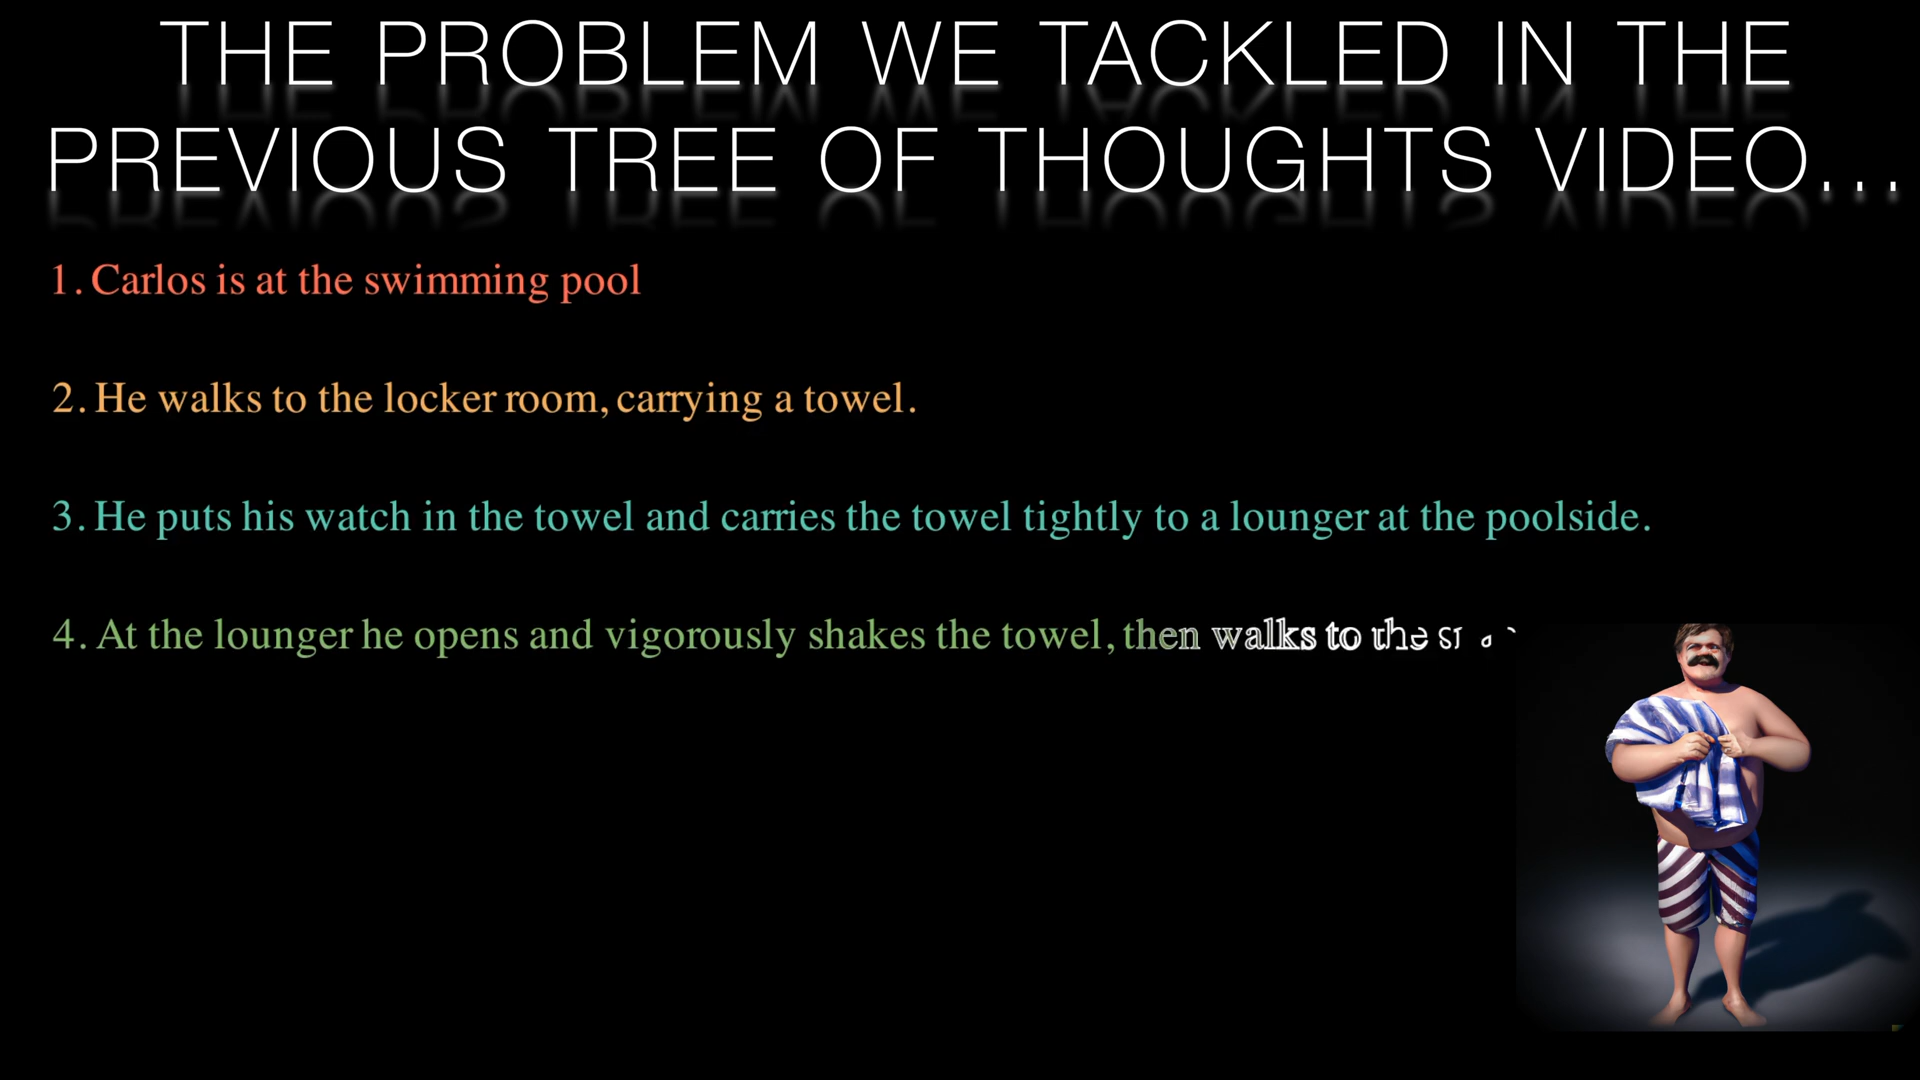 THE PROBLEM WE TACKLED IN THE
PREVIOUS TREE OF THOUGHTS VIDEO...
1. Carlos is at the swimming pool
2. He walks to the locker room, carrying a towel.
3. He puts his watch in the towel and carries the towel tightly to a lounger at the poolside.
4. At the lounger he opens and vigorously shakes the towel, then walks to the